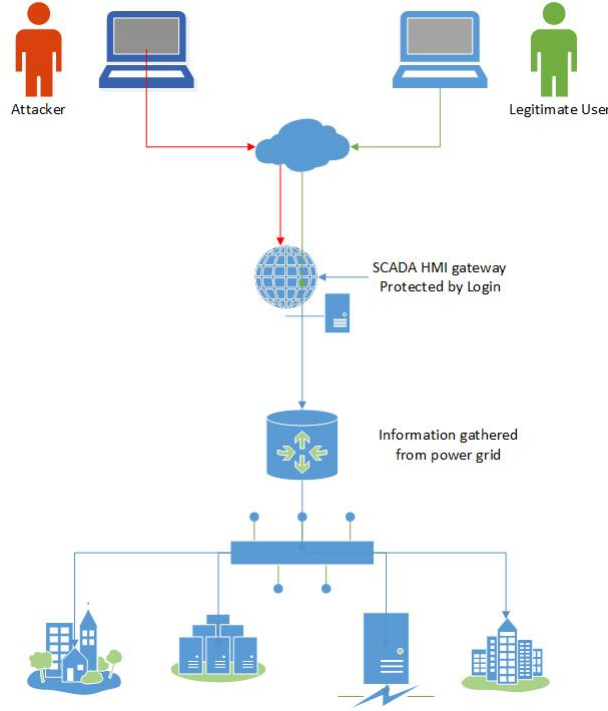 Attacker
Legitimate User
SCADA HMI gateway
Protected by Login
Information gathered
from power grid